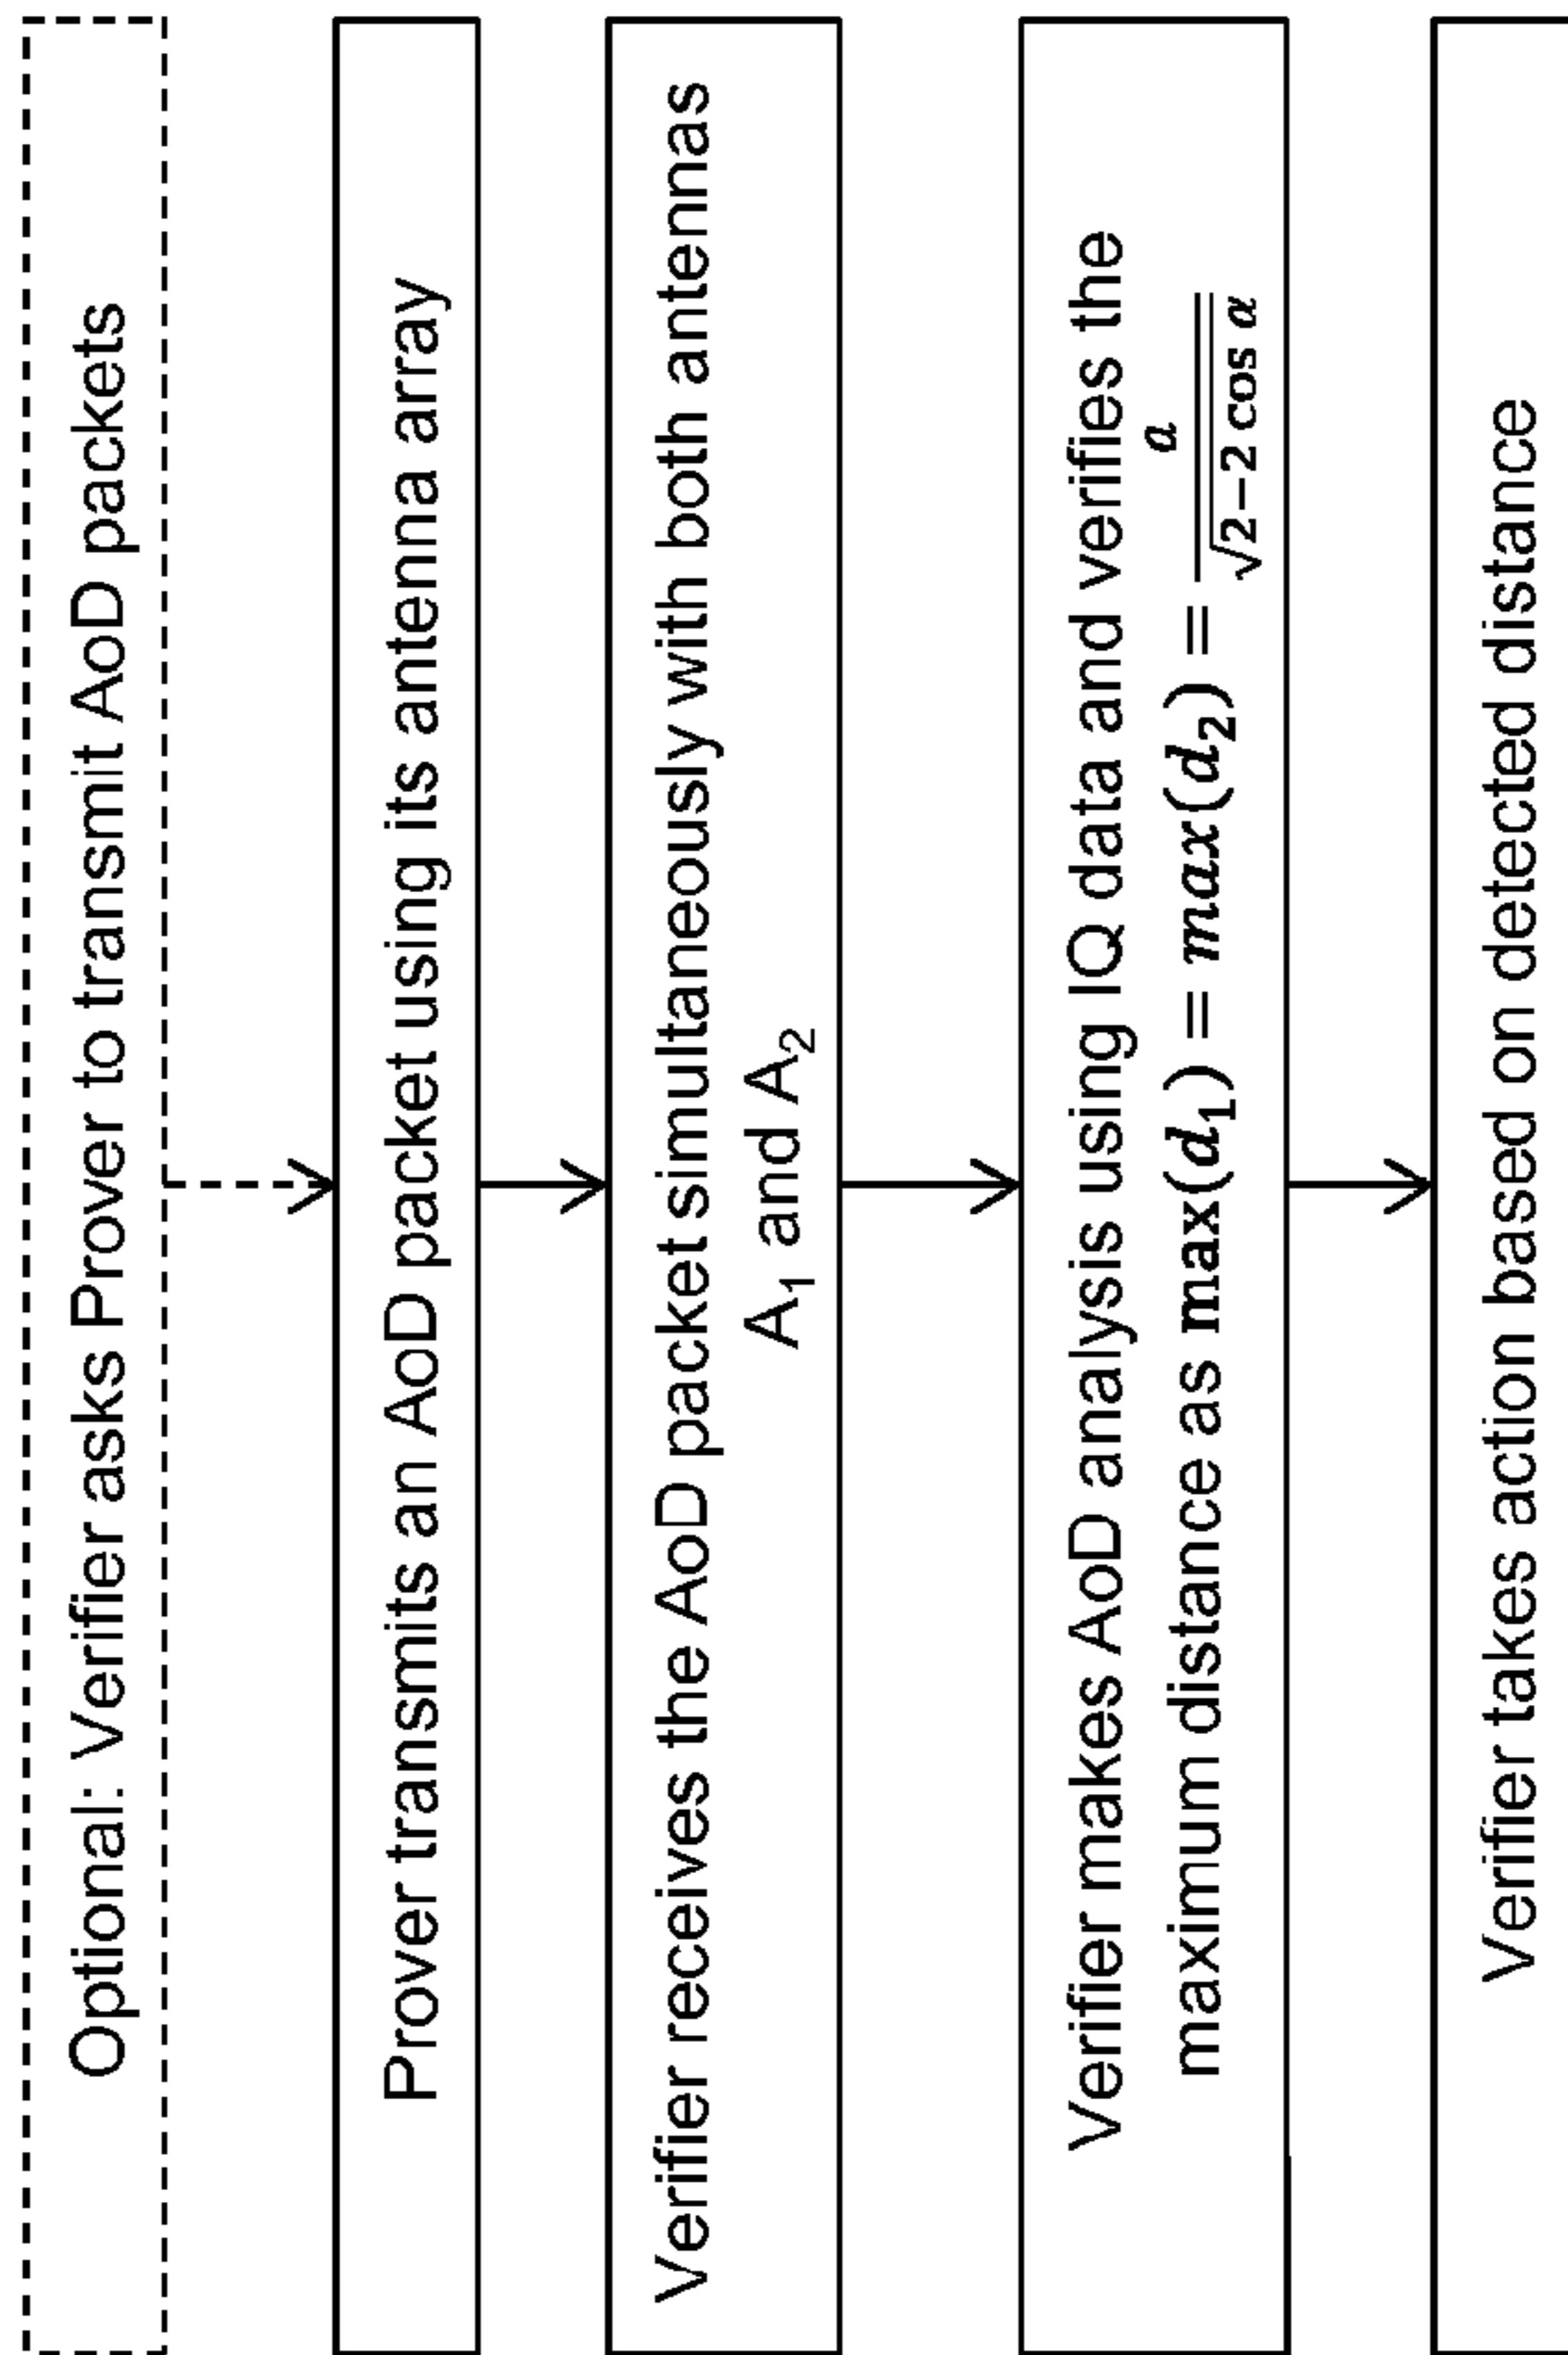 Optional: Verifier asks Prover to transmit AoD packets
Prover transmits an AoD packet using its antenna array
Verifier receives the AoD packet simultaneously with both antennas
A₁ and A₂
Verifier makes AoD analysis using IQ data and verifies the
maximum distance as max(d₁) = max(d₂) = a/√(2−2 cos α)
Verifier takes action based on detected distance